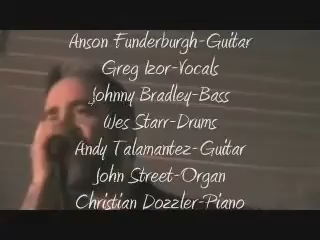 Anson Funderburgh-Guitar
Greg Izor-Vocals
Johnny Bradley-Bass
Wes Starr-Drums
Andy Talamantez-Guitar
John Street-Organ
Christian Dozzler-Piano